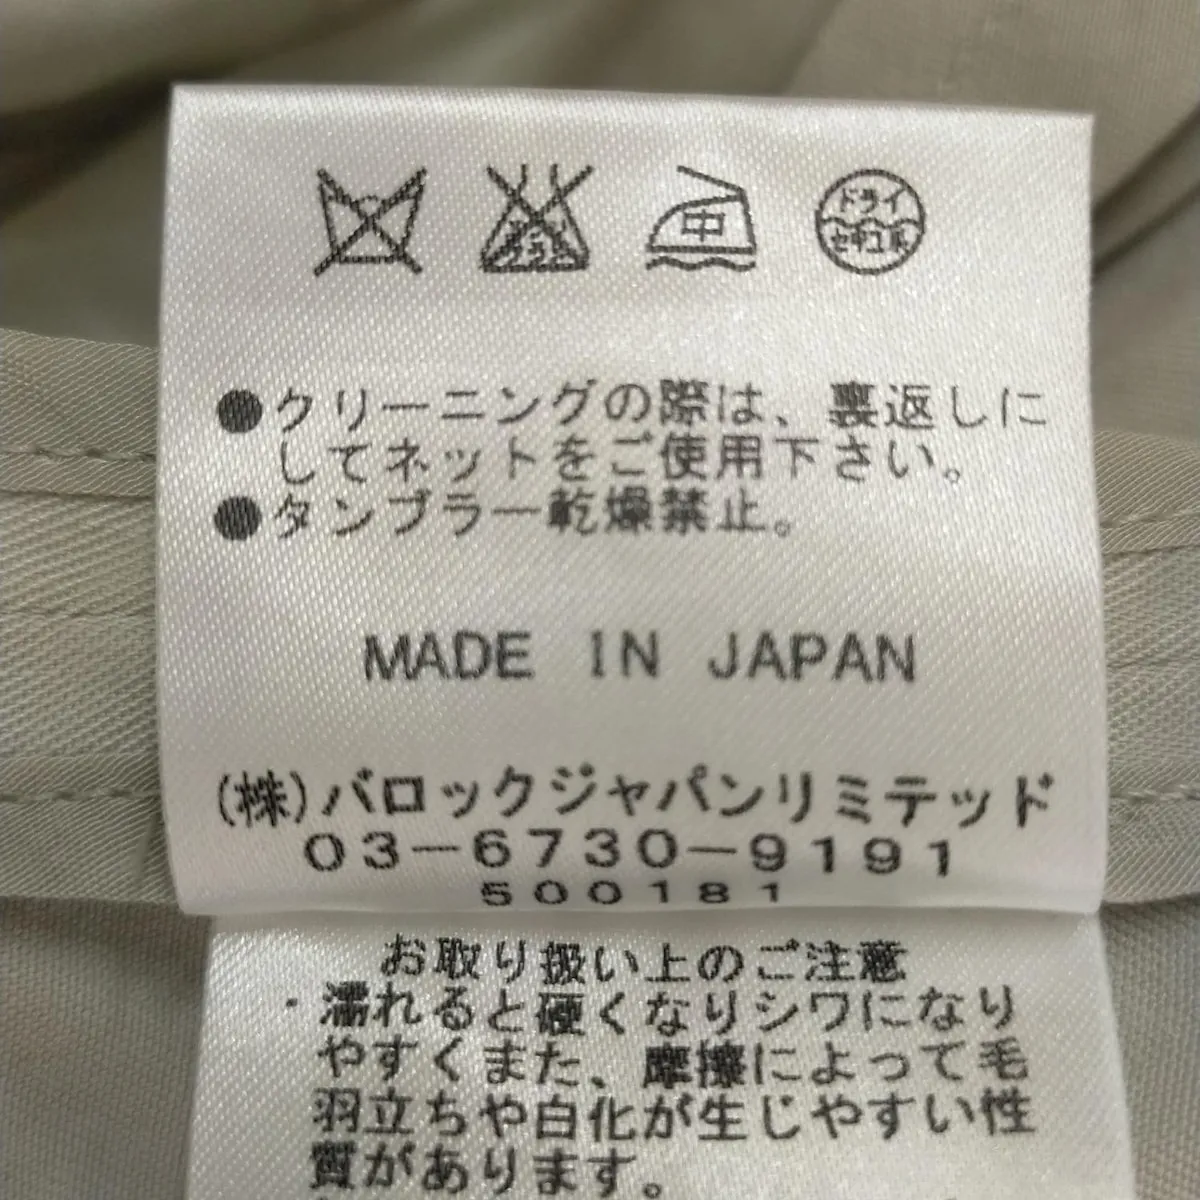 中
ドライ
セキユ系
●クリーニングの際は、裏返しに
してネットをご使用下さい。
●タンブラー乾燥禁止。
MADE IN JAPAN
(株)バロックジャパンリミテッド
03-6730-9191
500181
お取り扱い上のご注意
・濡れると硬くなりシワになり
やすくまた、摩擦によって毛
羽立ちや白化が生じやすい性
質があります。